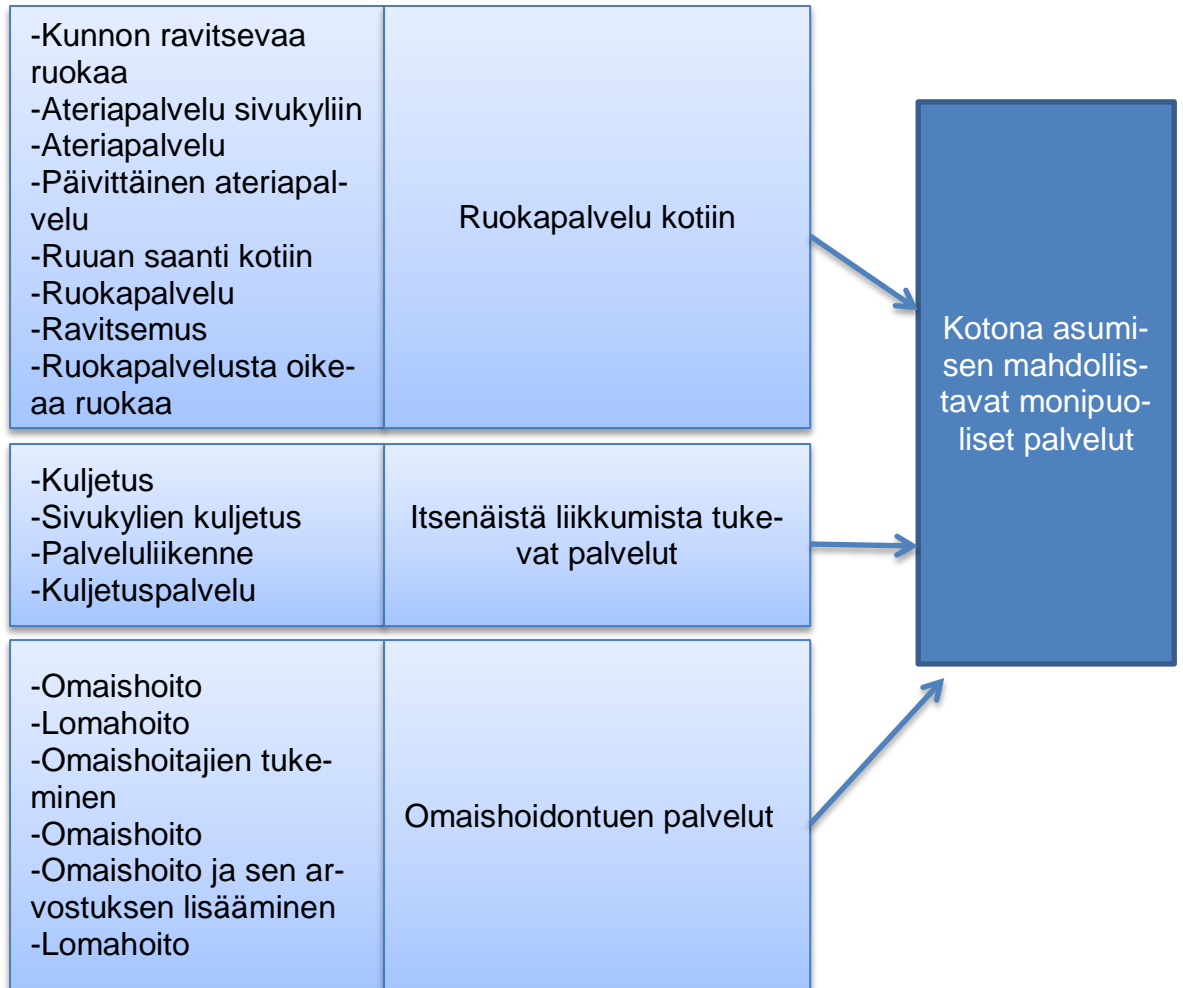 -Kunnon ravitsevaa
ruokaa
-Ateriapalvelu sivukyliin
-Ateriapalvelu
-Päivittäinen ateriapal-
velu
-Ruuan saanti kotiin
-Ruokapalvelu
-Ravitsemus
-Ruokapalvelusta oike-
aa ruokaa
Ruokapalvelu kotiin
-Kuljetus
-Sivukylien kuljetus
-Palveluliikenne
-Kuljetuspalvelu
Itsenäistä liikkumista tuke-
vat palvelut
-Omaishoito
-Lomahoito
-Omaishoitajien tuke-
minen
-Omaishoito
-Omaishoito ja sen ar-
vostuksen lisääminen
-Lomahoito
Omaishoidontuen palvelut
Kotona asumi-
sen mahdollis-
tavat monipuo-
liset palvelut